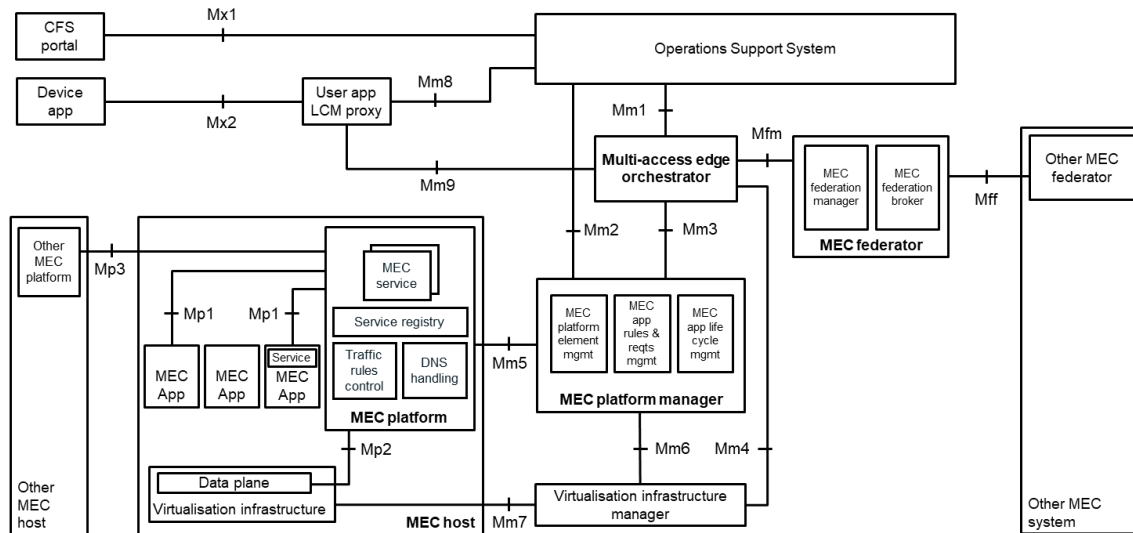 CFS
portal
Mx1
Operations Support System
Device
app
Mx2
User app
LCM proxy
Mm8
Mm1
Mm9
Multi-access edge
orchestrator
Mfm
MEC
federation
manager
MEC
federation
broker
MEC federator
Mff
Other MEC
federator
Mm2
Mm3
Other
MEC
platform
Mp3
MEC
service
Mp1
Mp1
Service registry
Traffic
rules
control
DNS
handling
MEC platform
MEC
App
MEC
App
Service
MEC
App
Mm5
MEC
platform
element
mgmt
MEC
app
rules &
reqts
mgmt
MEC
app life
cycle
mgmt
MEC platform manager
Mp2
Mm6
Mm4
Data plane
Virtualisation infrastructure
Other
MEC
host
MEC host
Mm7
Virtualisation infrastructure
manager
Other MEC
system